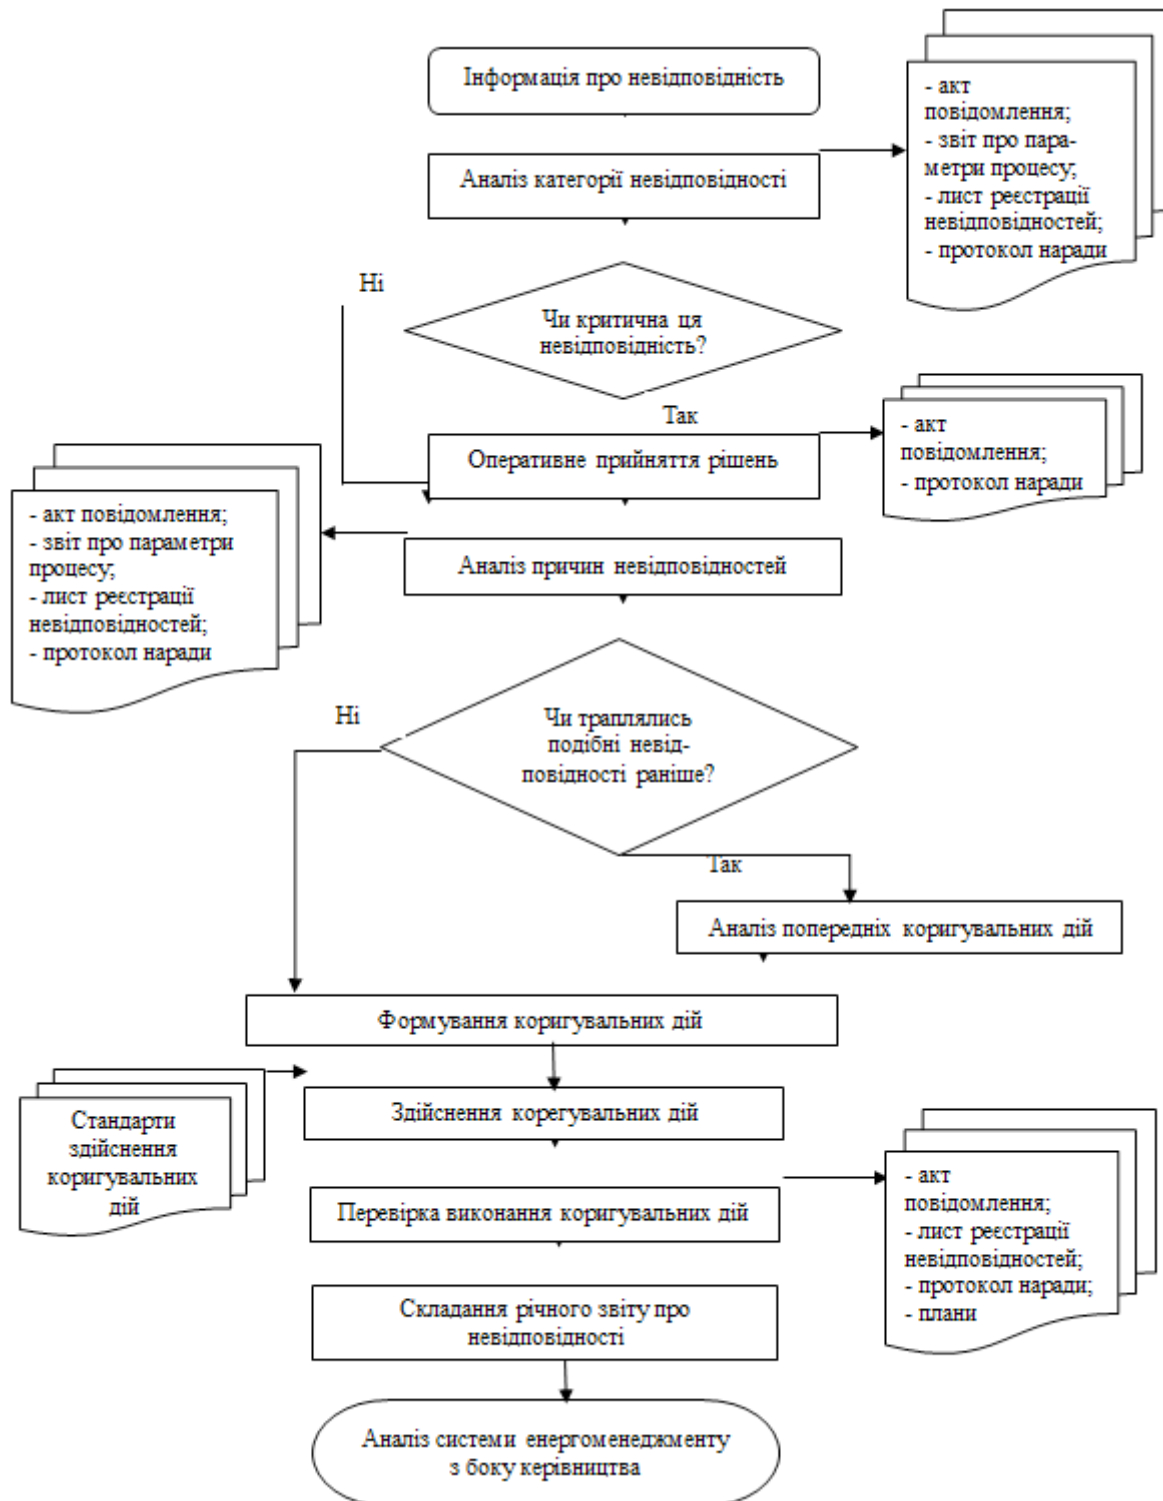 Інформація про невідповідність
- акт
повідомлення;
- звіт про пара-
метри процесу;
- лист реєстрації
невідповідностей;
- протокол наради
Аналіз категорії невідповідності
Ні
Чи критична ця
невідповідність?
Так
Оперативне прийняття рішень
- акт
повідомлення;
- протокол наради
- акт повідомлення;
- звіт про параметри
процесу;
- лист реєстрації
невідповідностей;
- протокол наради
Аналіз причин невідповідностей
Ні
Чи траплялись
подібні невід-
повідності раніше?
Так
Аналіз попередніх коригувальних дій
Формування коригувальних дій
Стандарти
здійснення
коригувальних
дій
Здійснення корегувальних дій
Перевірка виконання коригувальних дій
- акт
повідомлення;
- лист реєстрації
невідповідностей;
- протокол наради;
- плани
Складання річного звіту про
невідповідності
Аналіз системи енергоменеджменту
з боку керівництва